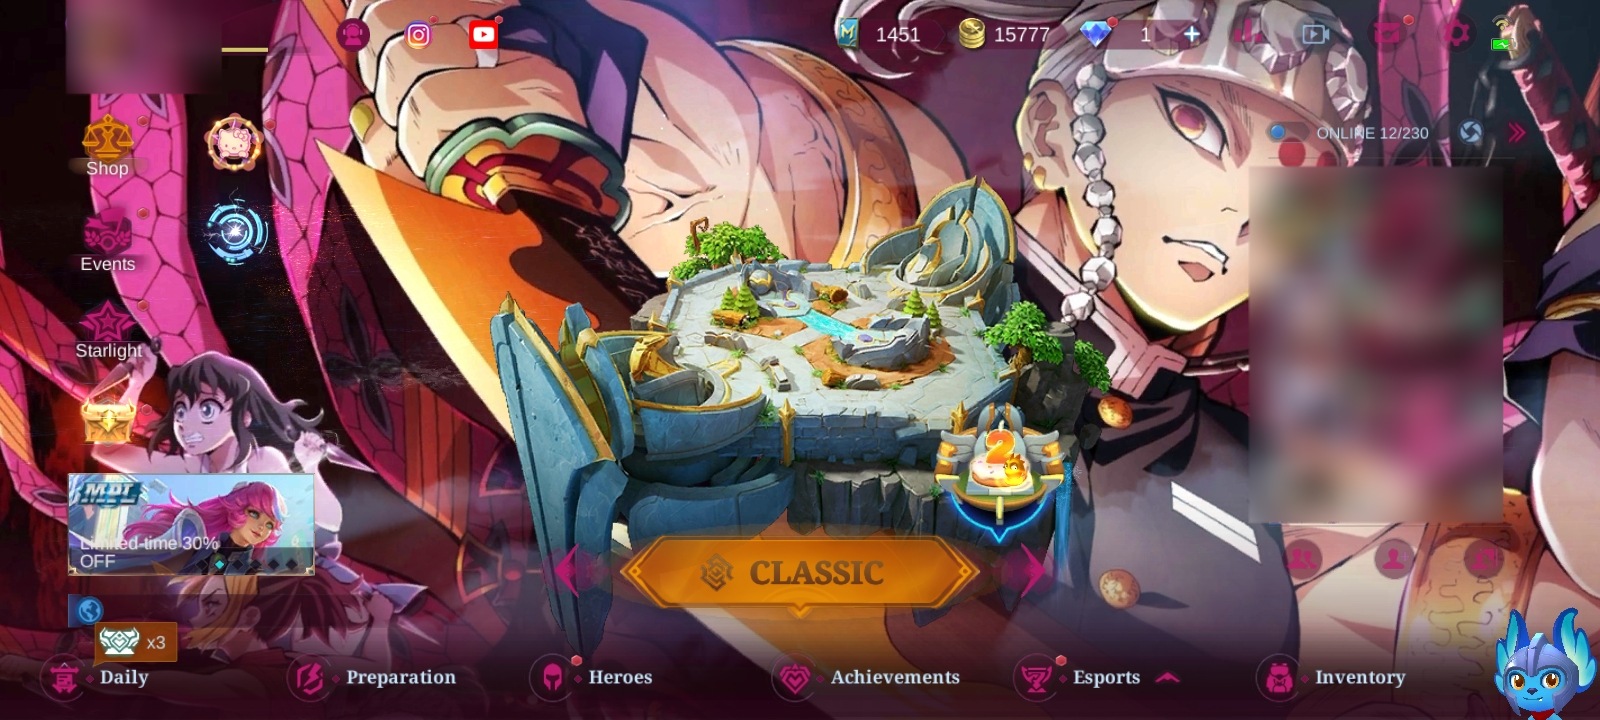 1451
15777
1
ONLINE 12/230
Shop
Events
Starlight
MPL
Limited time 30%
OFF
2
CLASSIC
x3
Daily
Preparation
Heroes
Achievements
Esports
Inventory